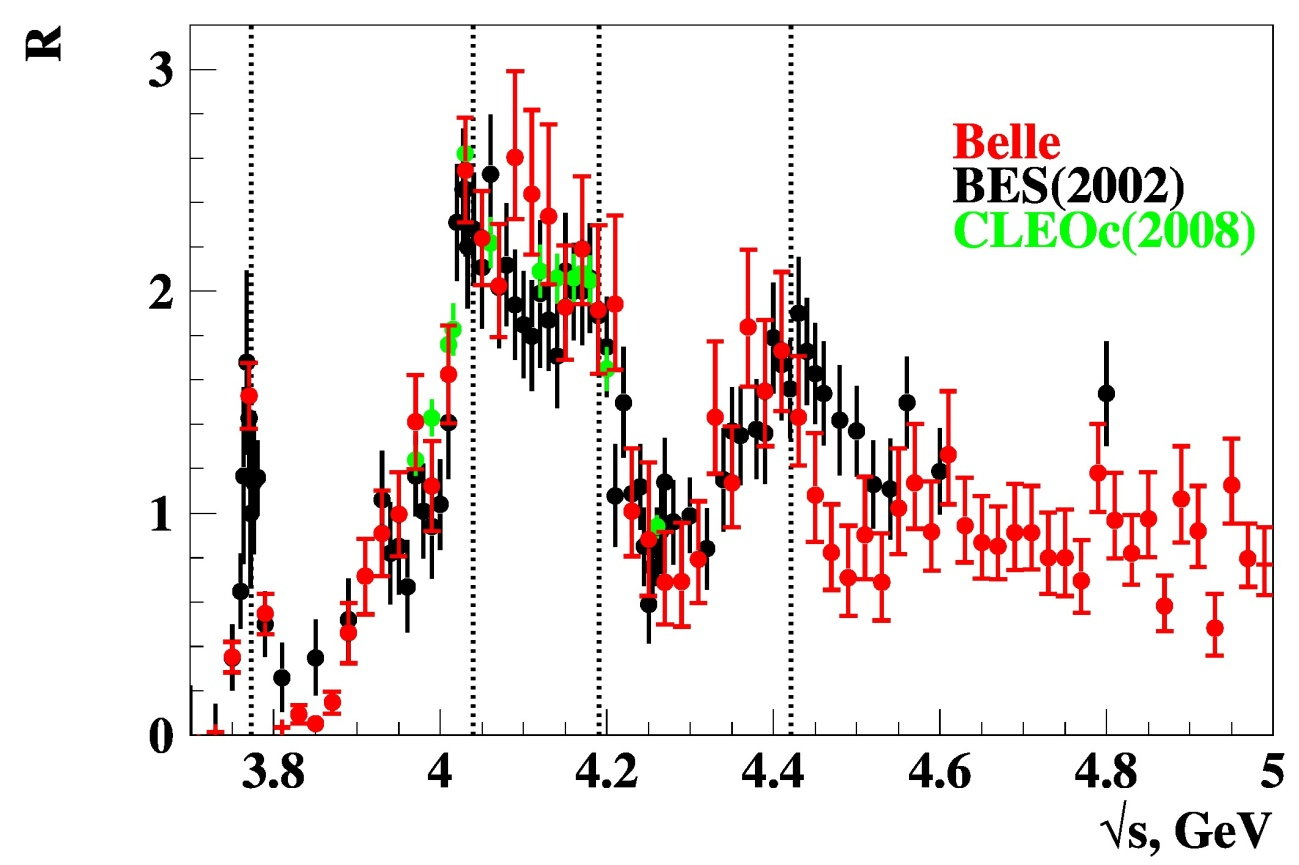 R
3
2
1
0
Belle
BES(2002)
CLEOc(2008)
3.8 4 4.2 4.4 4.6 4.8 5
√s, GeV